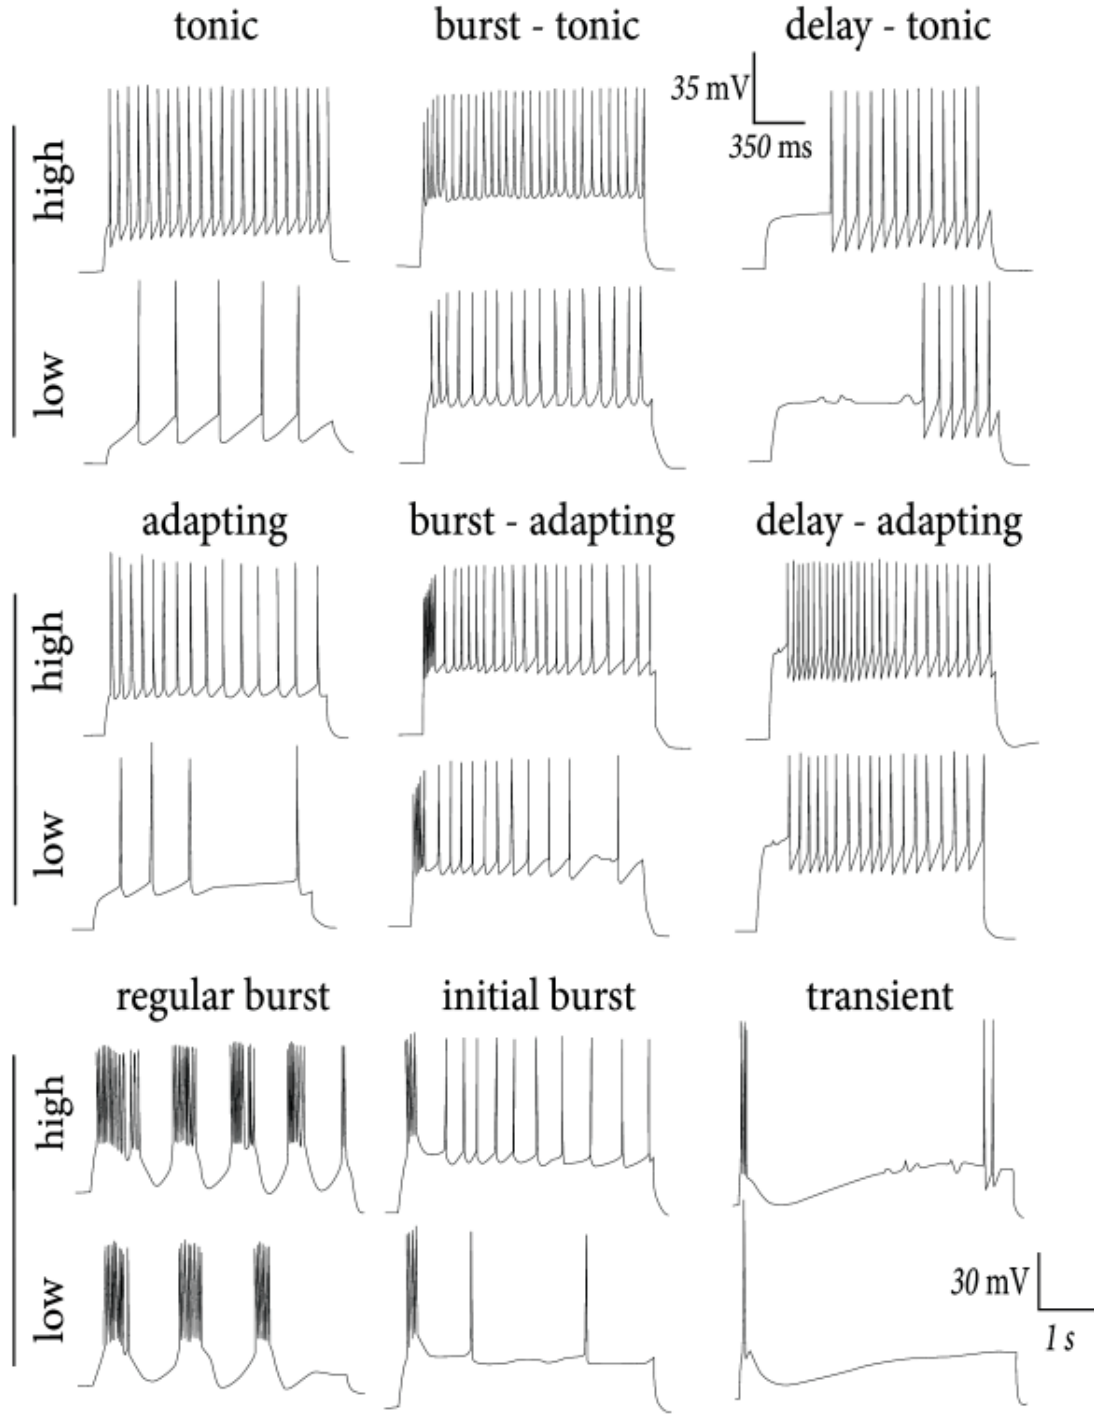 tonic burst - tonic delay - tonic
35 mV
350 ms
high
low
adapting burst - adapting delay - adapting
high
low
regular burst initial burst transient
high
low
30 mV
1 s